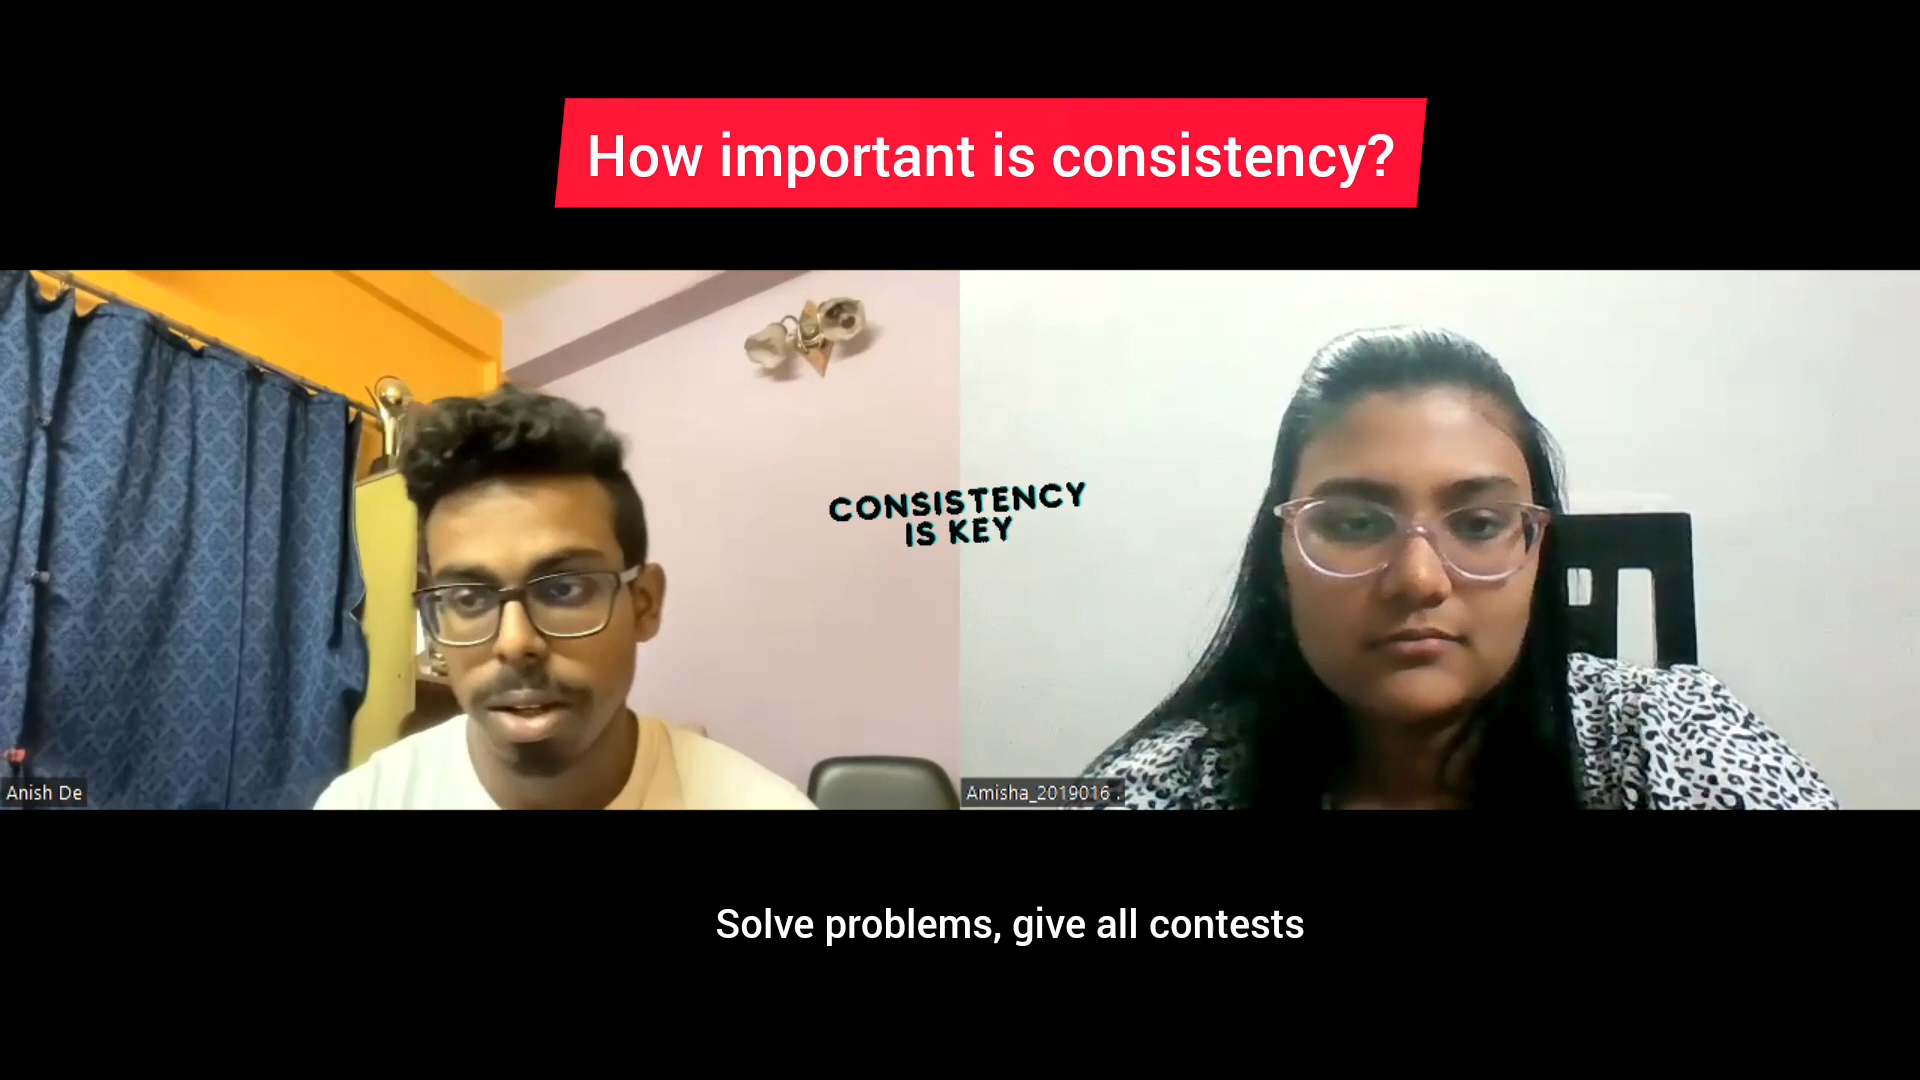 How important is consistency?
CONSISTENCY
IS KEY
Anish De
Amisha_2019016 .
Solve problems, give all contests